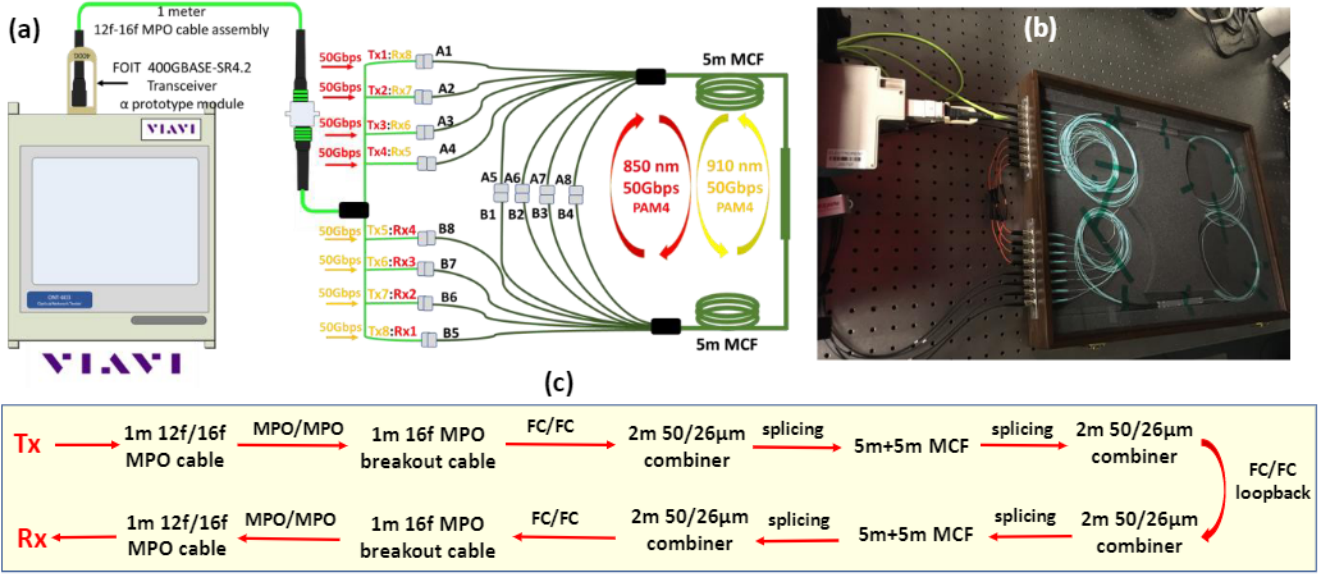 (a)
1 meter
12f-16f MPO cable assembly
400G
FOIT 400GBASE-SR4.2
Transceiver
α prototype module
VIAVI
VIAVI
50Gbps Tx1:Rx8 A1
50Gbps Tx2:Rx7 A2
50Gbps Tx3:Rx6 A3
50Gbps Tx4:Rx5 A4
A5 A6 A7 A8
B1 B2 B3 B4
50Gbps Tx5:Rx4 B8
50Gbps Tx6:Rx3 B7
50Gbps Tx7:Rx2 B6
50Gbps Tx8:Rx1 B5
5m MCF
850 nm
50Gbps
PAM4
910 nm
50Gbps
PAM4
5m MCF
(b)
(c)
Tx
1m 12f/16f
MPO cable
MPO/MPO
1m 16f MPO
breakout cable
FC/FC
2m 50/26µm
combiner
splicing
5m+5m MCF
splicing
2m 50/26µm
combiner
FC/FC
loopback
Rx
1m 12f/16f
MPO cable
MPO/MPO
1m 16f MPO
breakout cable
FC/FC
2m 50/26µm
combiner
splicing
5m+5m MCF
splicing
2m 50/26µm
combiner